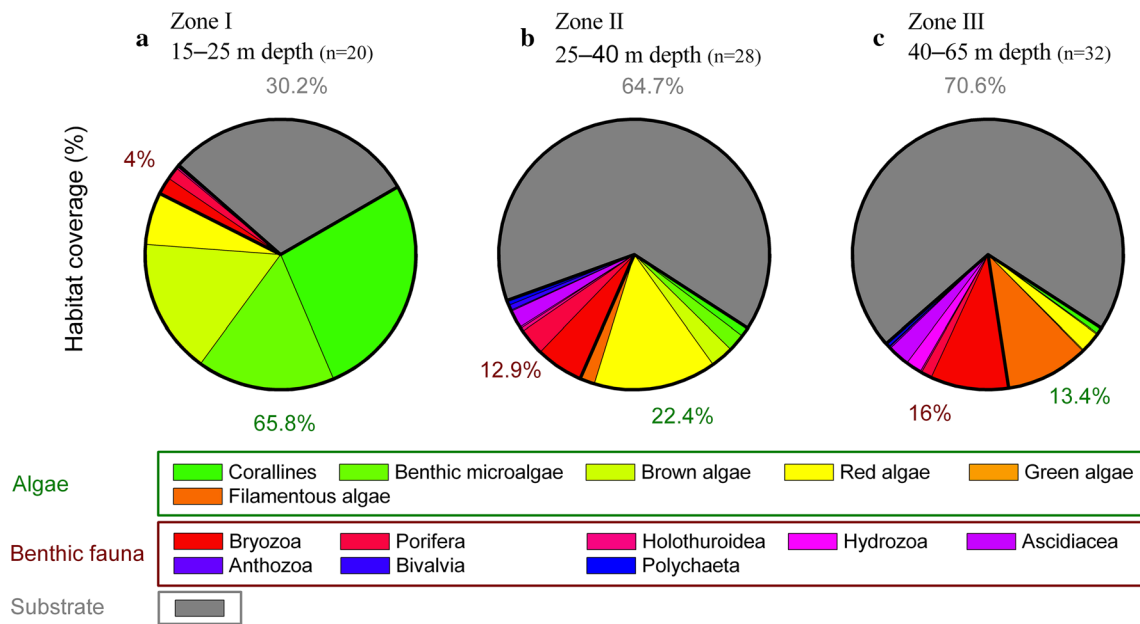 a
Zone I
15–25 m depth (n=20)
b
Zone II
25–40 m depth (n=28)
c
Zone III
40–65 m depth (n=32)
Habitat coverage (%)
30.2%
4%
65.8%
64.7%
12.9%
22.4%
70.6%
16%
13.4%
Algae
Corallines Benthic microalgae Brown algae Red algae Green algae
Filamentous algae
Benthic fauna
Bryozoa Porifera Holothuroidea Hydrozoa Ascidiacea
Anthozoa Bivalvia Polychaeta
Substrate